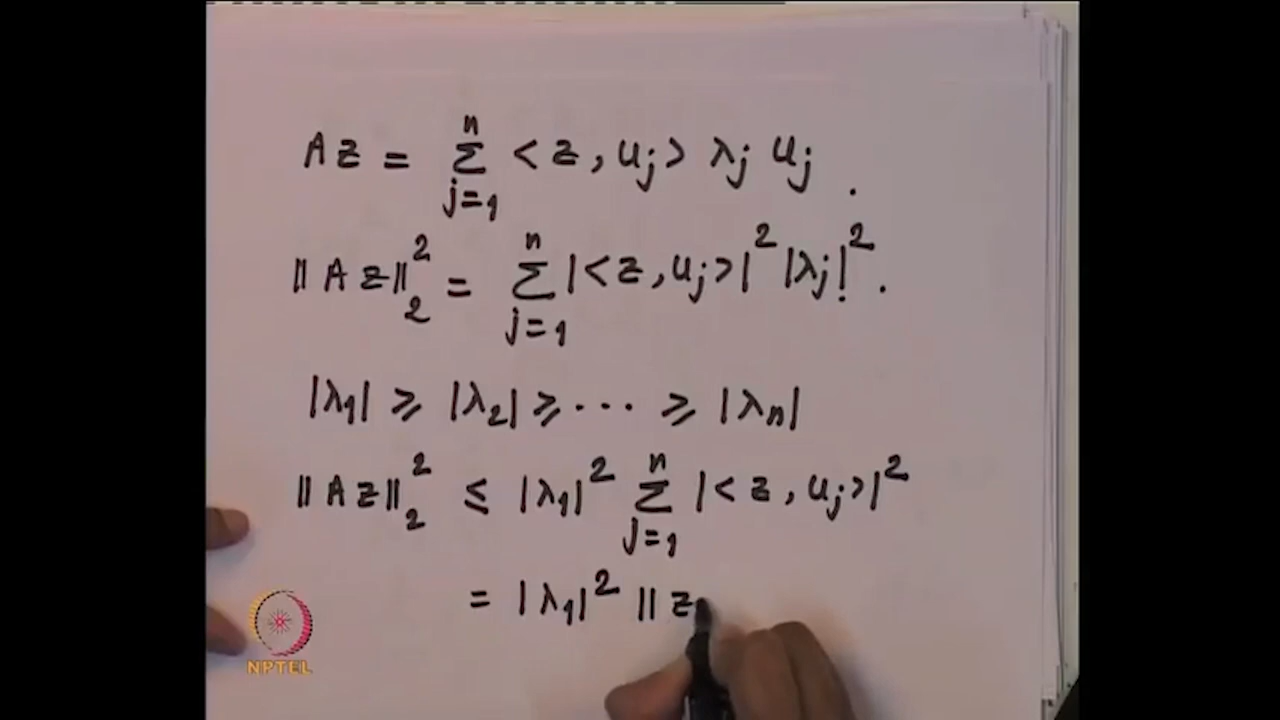 Az = Σ_{j=1}^{n} <z, u_j> λ_j u_j .
||Az||_2^2 = Σ_{j=1}^{n} |<z, u_j>|^2 |λ_j|^2 .
|λ_1| ≥ |λ_2| ≥ ··· ≥ |λ_n|
||Az||_2^2 ≤ |λ_1|^2 Σ_{j=1}^{n} |<z, u_j>|^2
= |λ_1|^2 ||z
NPTEL